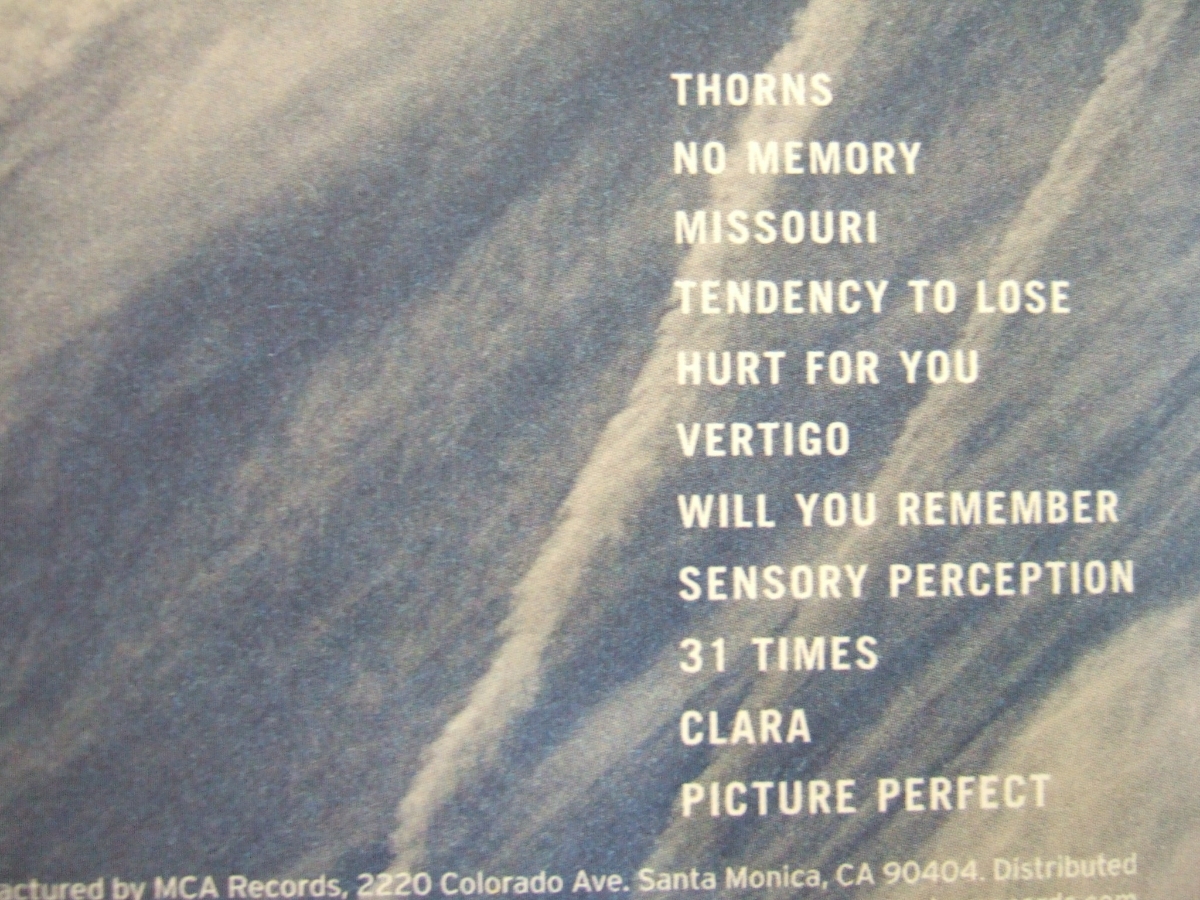 THORNS
NO MEMORY
MISSOURI
TENDENCY TO LOSE
HURT FOR YOU
VERTIGO
WILL YOU REMEMBER
SENSORY PERCEPTION
31 TIMES
CLARA
PICTURE PERFECT
actured by MCA Records, 2220 Colorado Ave. Santa Monica, CA 90404. Distributed